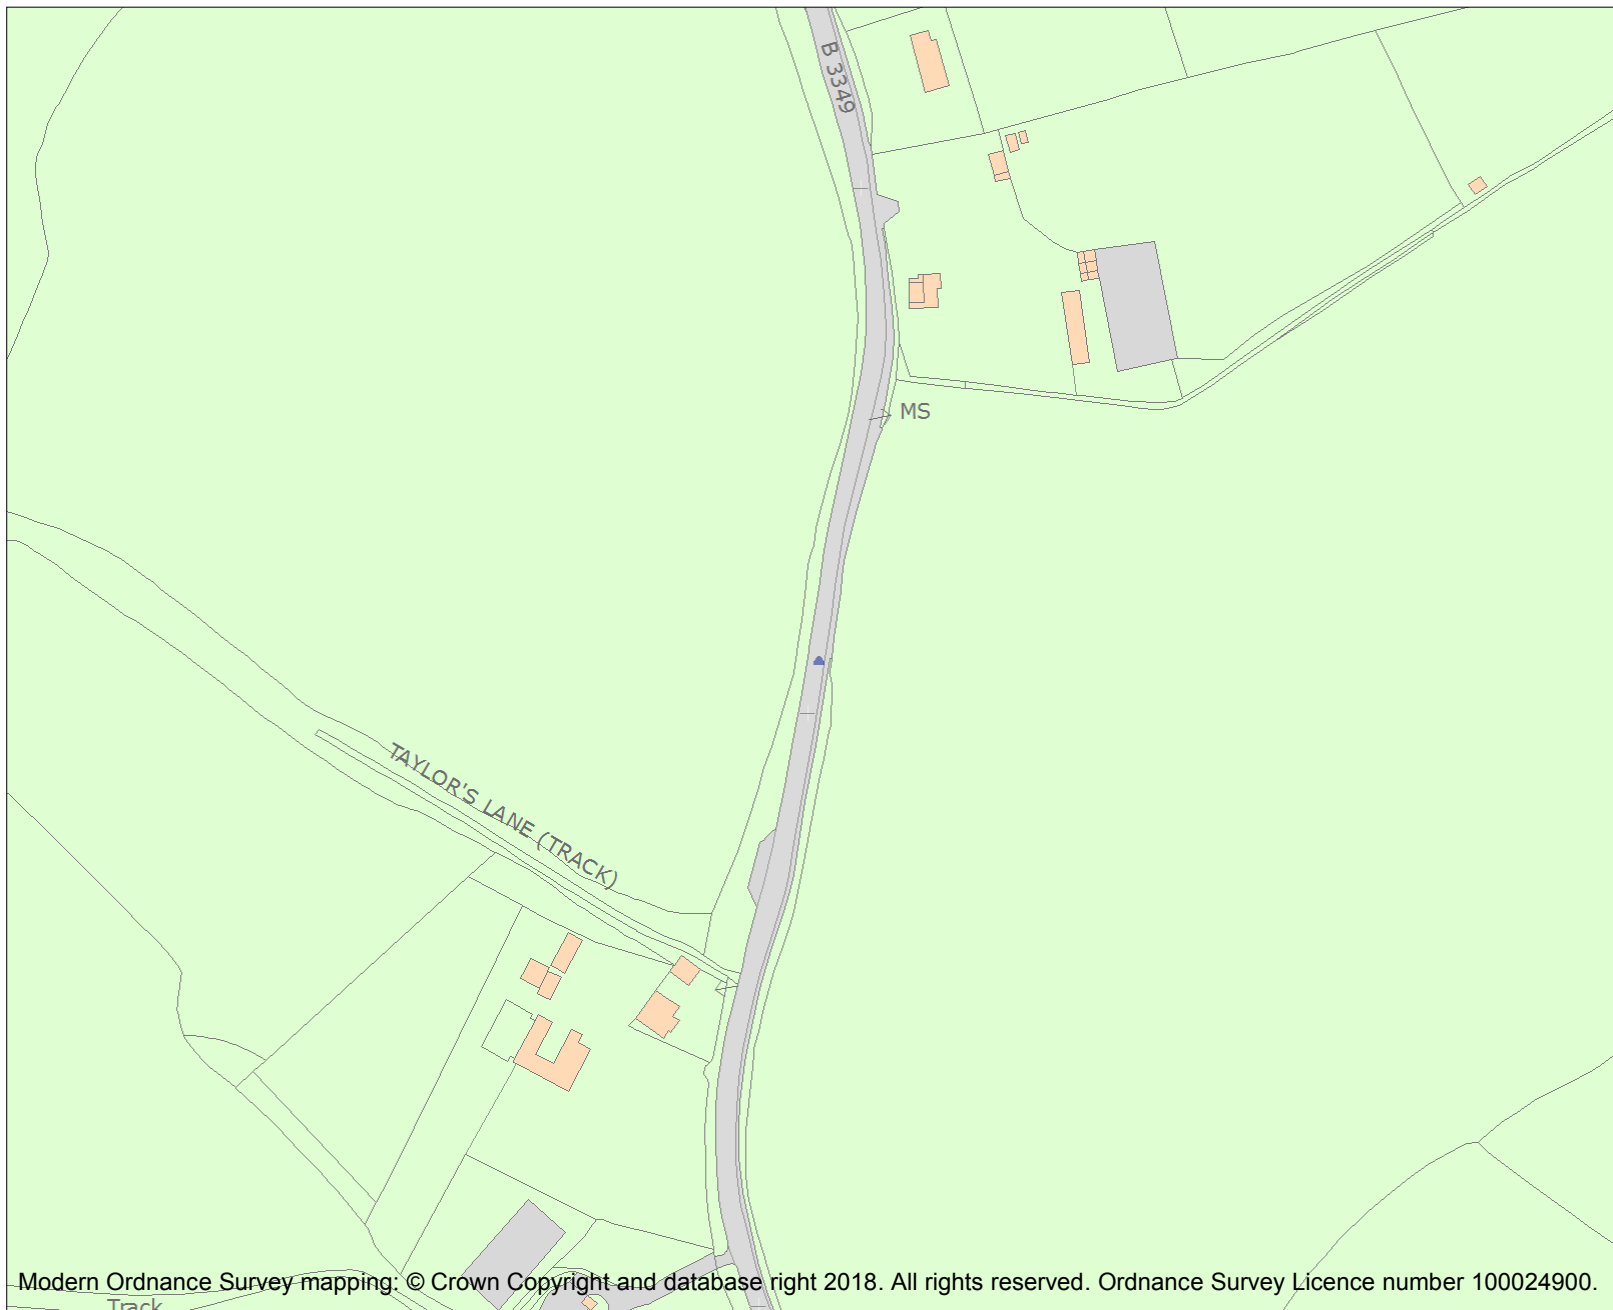 B 3349
MS
TAYLOR'S LANE (TRACK)
Modern Ordnance Survey mapping: © Crown Copyright and database right 2018. All rights reserved. Ordnance Survey Licence number 100024900.
Track